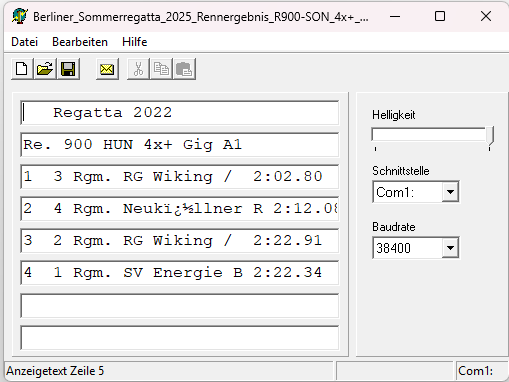 Berliner_Sommerregatta_2025_Rennergebnis_R900-SON_4x+_...
Datei Bearbeiten Hilfe
Regatta 2022
Re. 900 HUN 4x+ Gig A1
1 3 Rgm. RG Wiking / 2:02.80
2 4 Rgm. Neukï¿½llner R 2:12.08
3 2 Rgm. RG Wiking / 2:22.91
4 1 Rgm. SV Energie B 2:22.34
Helligkeit
Schnittstelle
Com1:
Baudrate
38400
Anzeigetext Zeile 5
Com1: